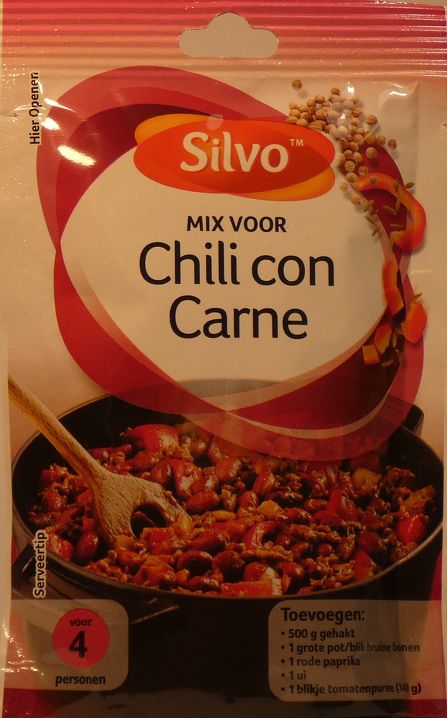 Hier Openen
Silvo™
MIX VOOR
Chili con
Carne
Serveertip
voor
4
personen
Toevoegen:
• 500 g gehakt
• 1 grote pot/blik bruine bonen
• 1 rode paprika
• 1 ui
• 1 blikje tomatenpuree (140 g)